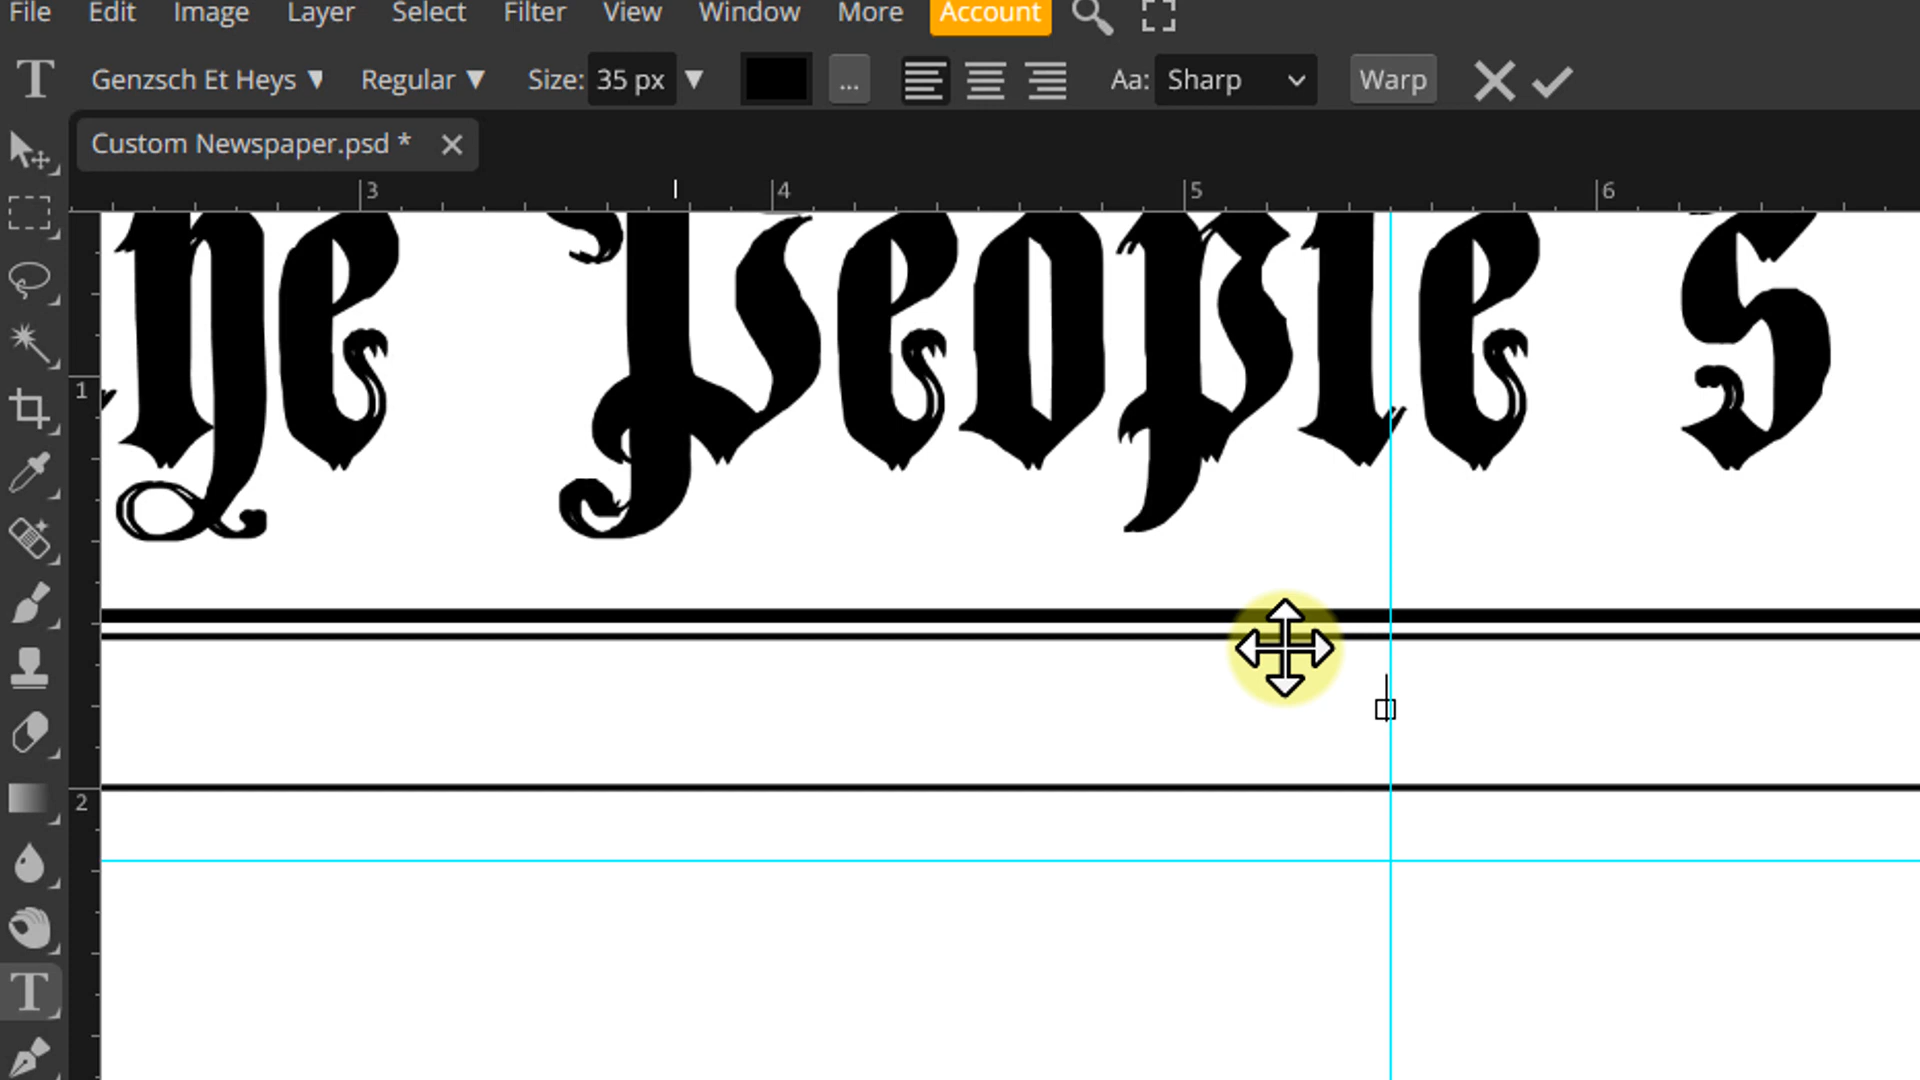 File Edit Image Layer Select Filter View Window More Account
T Genzsch Et Heys Regular Size: 35 px ... Aa: Sharp Warp
Custom Newspaper.psd *
3 4 5 6
People s
1
2
T